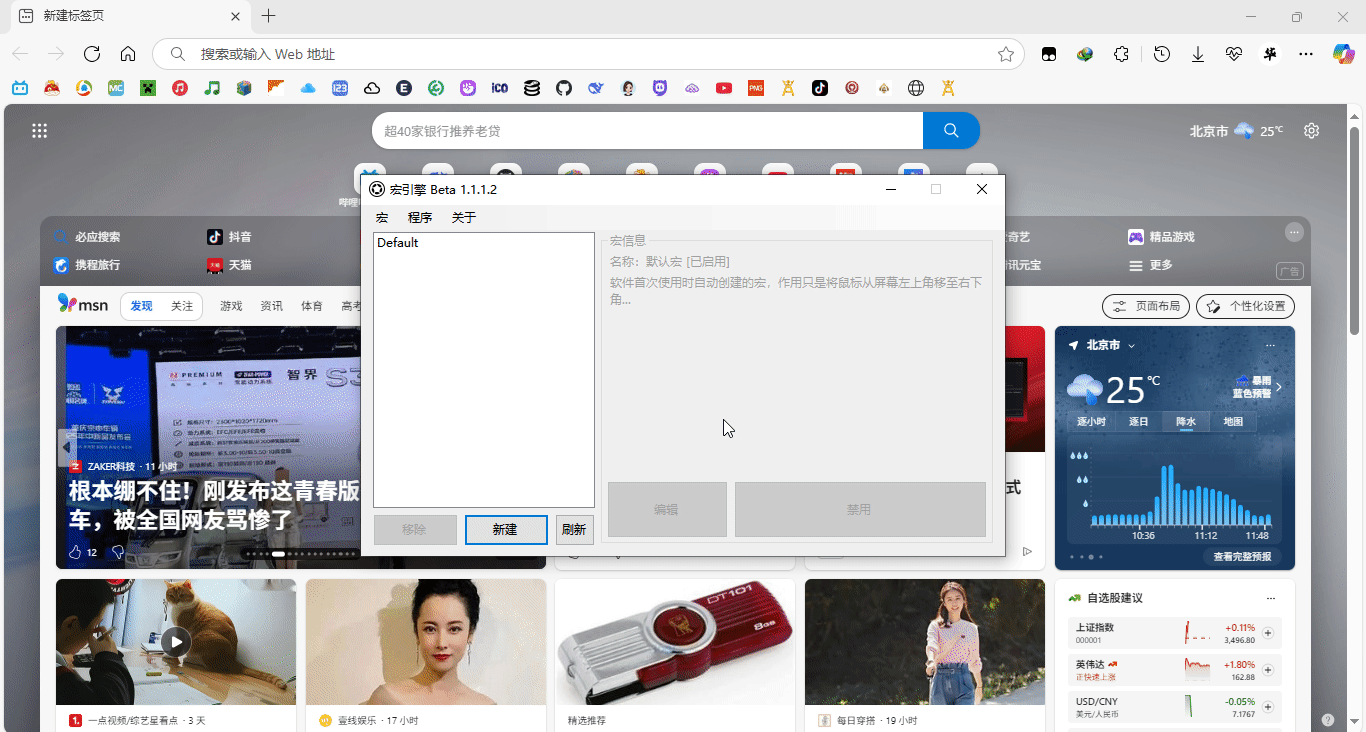 新建标签页
搜索或输入 Web 地址
MC
123
E
ICO
PNG
超40家银行推荐养老贷
北京市 25℃
宏引擎 Beta 1.1.1.2
宏 程序 关于
Default
宏信息
名称: 默认宏 [已启用]
软件首次使用时自动创建的宏，作用只是将鼠标从屏幕左上角移至右下
角...
移除
新建
刷新
编辑
禁用
必应搜索
抖音
精品游戏
携程旅行
天猫
更多
广告
msn
发现
关注
游戏
资讯
体育
页面布局
个性化设置
PREMIUM
智界 S3
ZAKER科技 · 11 小时
根本绷不住！刚发布这青春版
车，被全国网友骂惨了
12
式
北京市
25℃
暴雨
蓝色预警
逐小时
逐日
降水
地图
10:36
11:12
11:48
查看完整预报
DT101
8GB
一点视频/综艺星看点 · 3 天
壹线娱乐 · 17 小时
精选推荐
每日穿搭 · 19 小时
自选股建议
上证指数
000001
+0.11%
3,496.80
英伟达
正快速上涨
+1.80%
162.88
USD/CNY
美元/人民币
-0.05%
7.1767